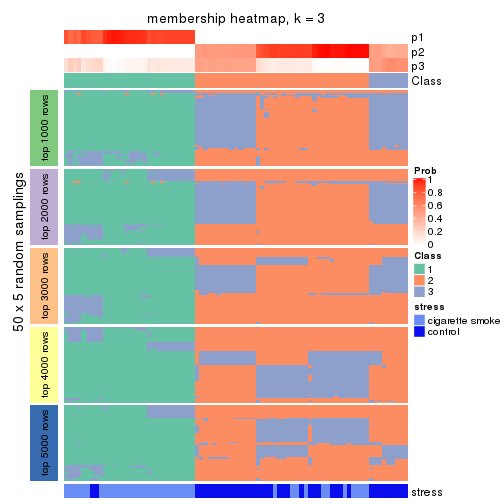 membership heatmap, k = 3
p1
p2
p3
Class
50 x 5 random samplings
top 1000 rows
top 2000 rows
top 3000 rows
top 4000 rows
top 5000 rows
Prob
1
0.8
0.6
0.4
0.2
0
Class
1
2
3
stress
cigarette smoke
control
stress